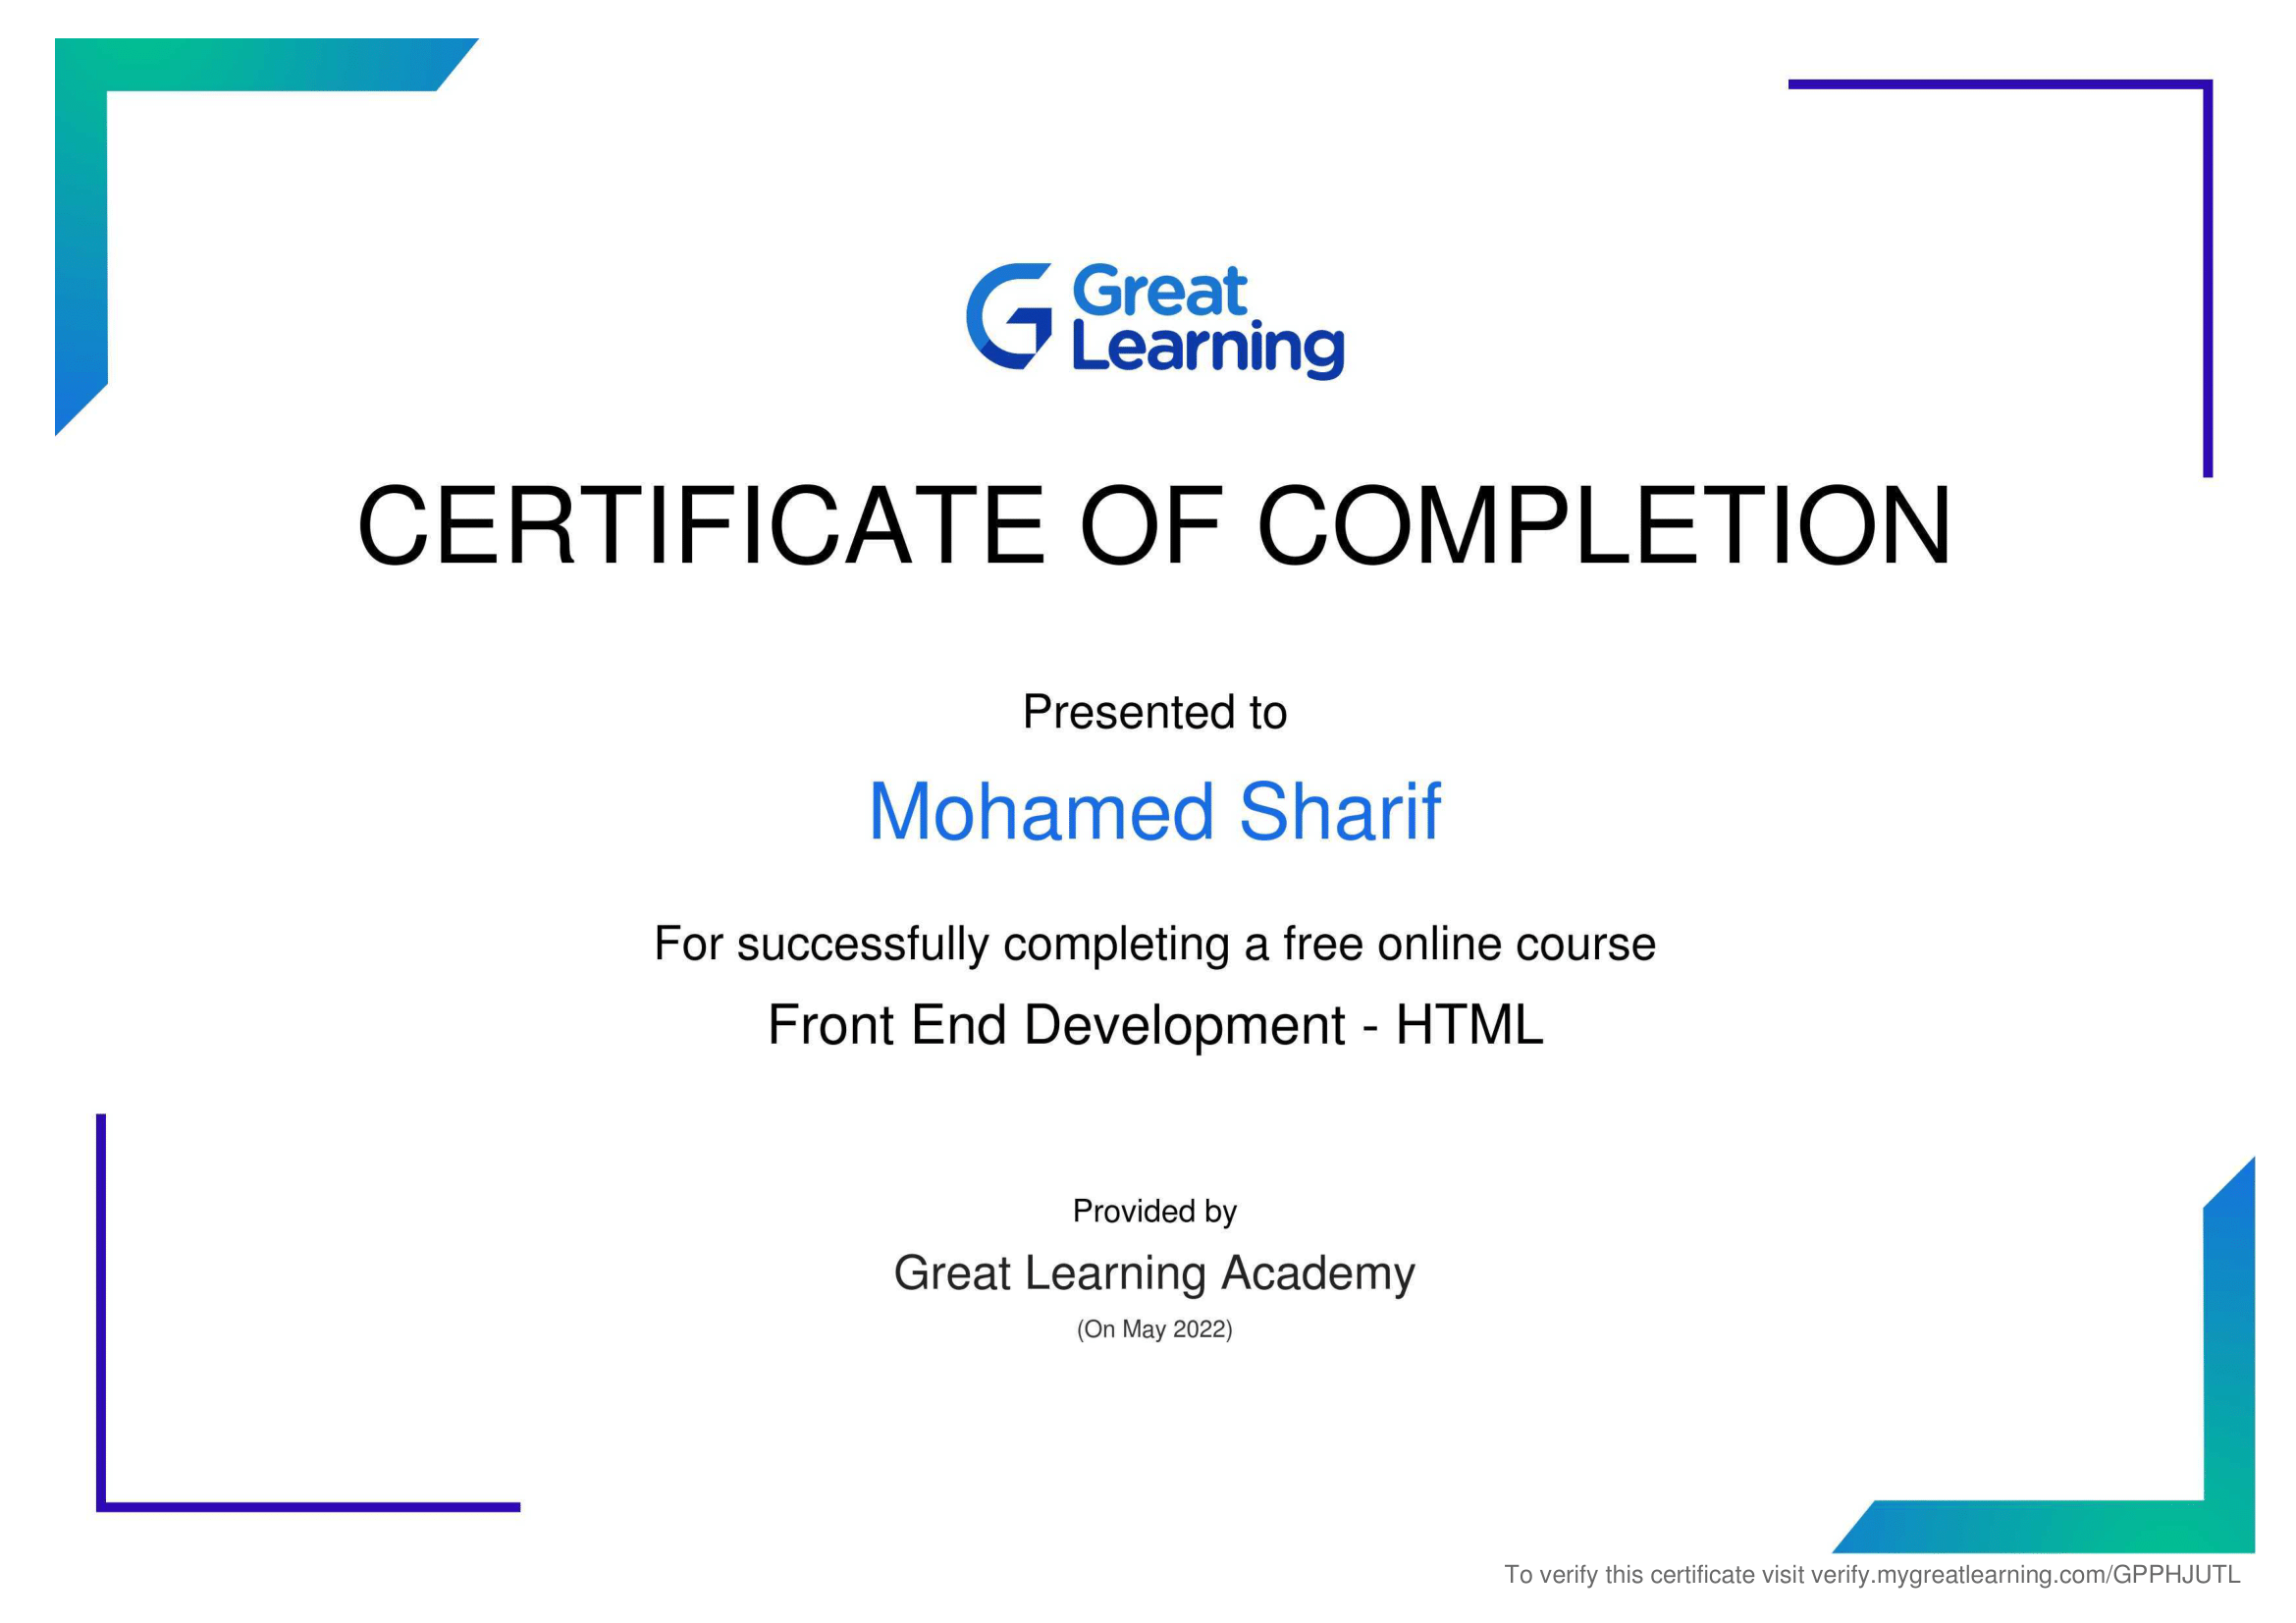 Great
Learning
CERTIFICATE OF COMPLETION
Presented to
Mohamed Sharif
For successfully completing a free online course
Front End Development - HTML
Provided by
Great Learning Academy
(On May 2022)
To verify this certificate visit verify.mygreatlearning.com/GPPHJUTL